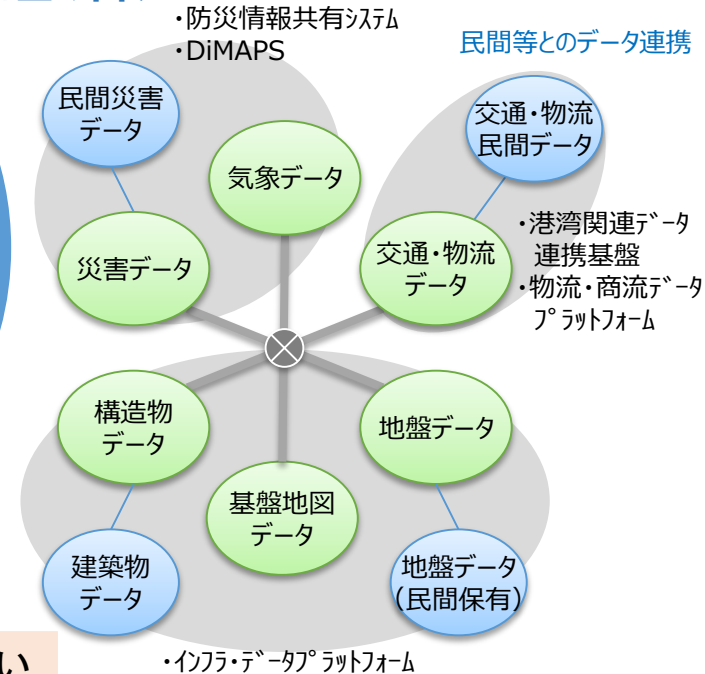 ・防災情報共有ｼｽﾃﾑ
・DiMAPS
民間等とのデータ連携
民間災害
データ
交通・物流
民間データ
気象データ
災害データ
交通・物流
データ
・港湾関連ﾃﾞｰﾀ
連携基盤
・物流・商流ﾃﾞｰﾀ
ﾌﾟﾗｯﾄﾌｫｰﾑ
構造物
データ
地盤データ
基盤地図
データ
建築物
データ
地盤データ
(民間保有)
・ｲﾝﾌﾗ・ﾃﾞｰﾀﾌﾟﾗｯﾄﾌｫｰﾑ
い